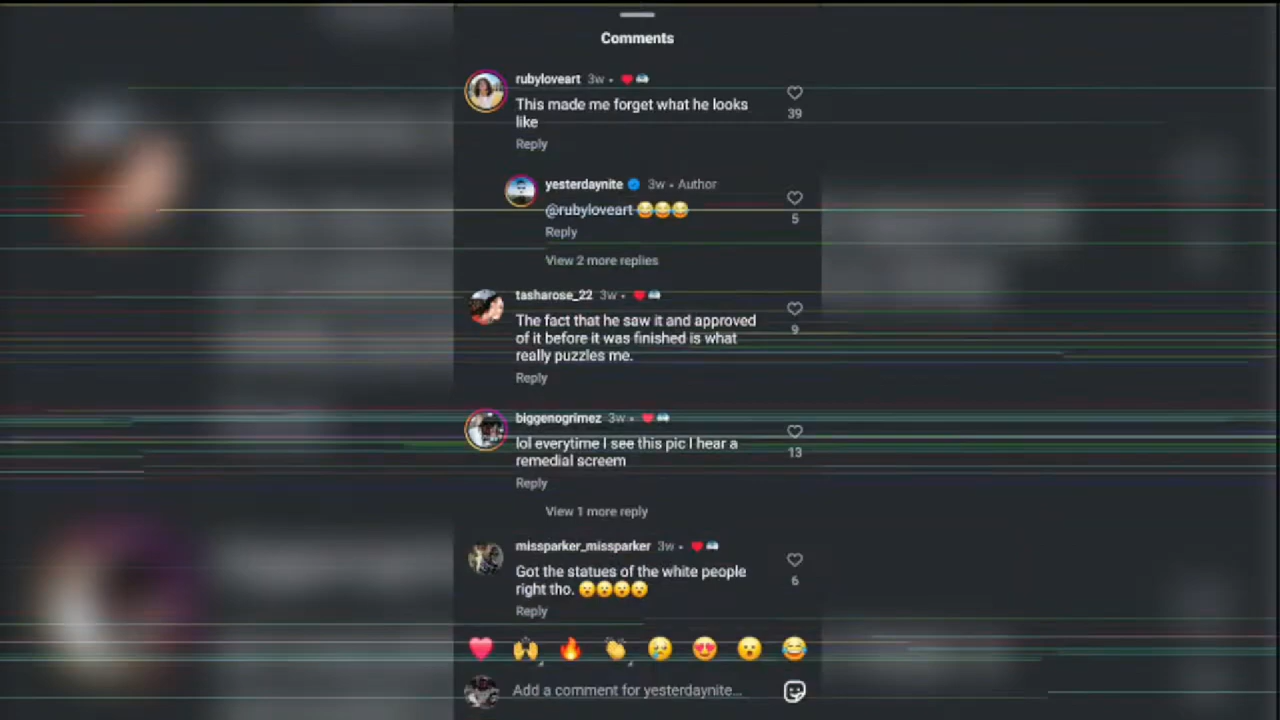 Comments
rubyloveart 3w • ❤️
This made me forget what he looks
like
39
Reply
yesterdaynite 3w • Author
@rubyloveart 😂😂😂
5
Reply
View 2 more replies
tasharose_22 3w • ❤️
The fact that he saw it and approved
of it before it was finished is what
really puzzles me.
9
Reply
biggenogrimez 3w • ❤️
lol everytime I see this pic I hear a
remedial screem
13
Reply
View 1 more reply
missparker_missparker 3w • ❤️
Got the statues of the white people
right tho. 😮😮😮😮
6
Reply
Add a comment for yesterdaynite...